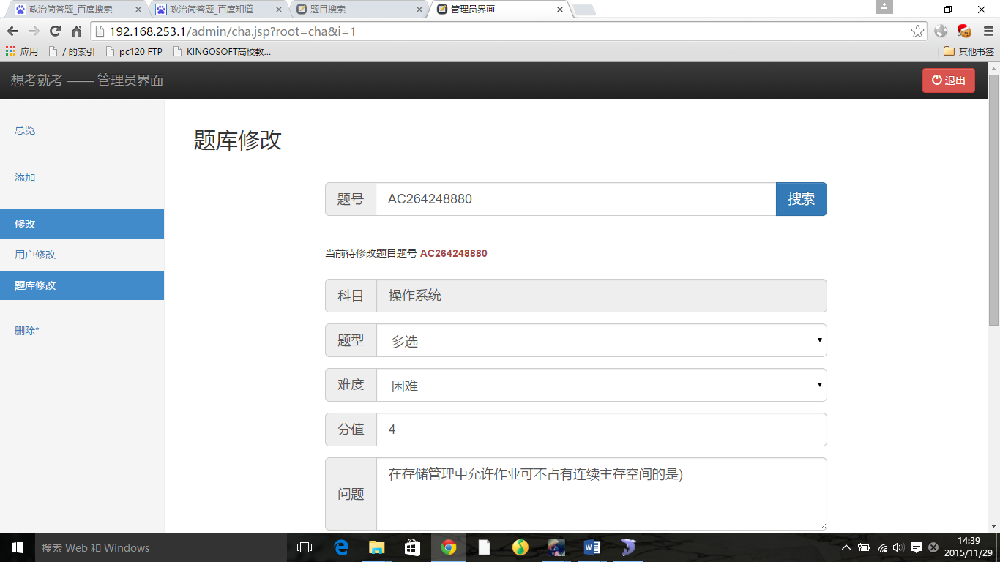 政治简答题_百度搜索
政治简答题_百度知道
题目搜索
管理员界面
192.168.253.1/admin/cha.jsp?root=cha&i=1
应用
/ 的索引
pc120 FTP
KINGOSOFT高校教...
其他书签
想考就考 —— 管理员界面
退出
总览
添加
修改
用户修改
题库修改
删除*
题库修改
题号 AC264248880 搜索
当前待修改题目题号 AC264248880
科目 操作系统
题型 多选
难度 困难
分值 4
问题 在存储管理中允许作业可不占有连续主存空间的是)
搜索 Web 和 Windows
14:39
2015/11/29